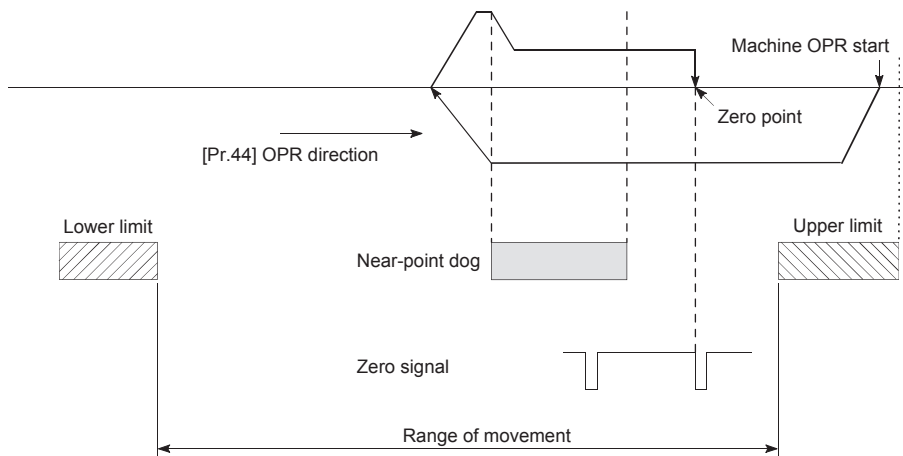 Machine OPR start
Zero point
[Pr.44] OPR direction
Lower limit
Upper limit
Near-point dog
Zero signal
Range of movement